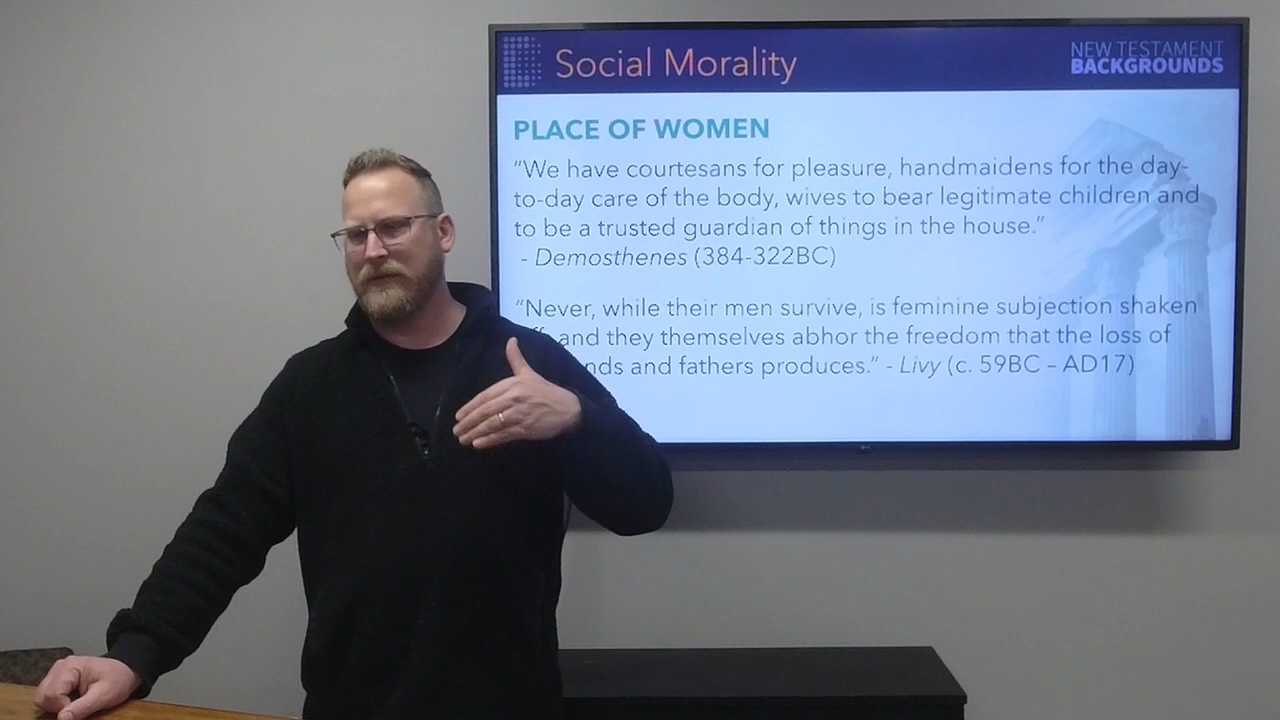 Social Morality
NEW TESTAMENT
BACKGROUNDS
PLACE OF WOMEN
“We have courtesans for pleasure, handmaidens for the day-
to-day care of the body, wives to bear legitimate children and
to be a trusted guardian of things in the house.”
- Demosthenes (384-322BC)
“Never, while their men survive, is feminine subjection shaken
and they themselves abhor the freedom that the loss of
and fathers produces.” - Livy (c. 59BC – AD17)